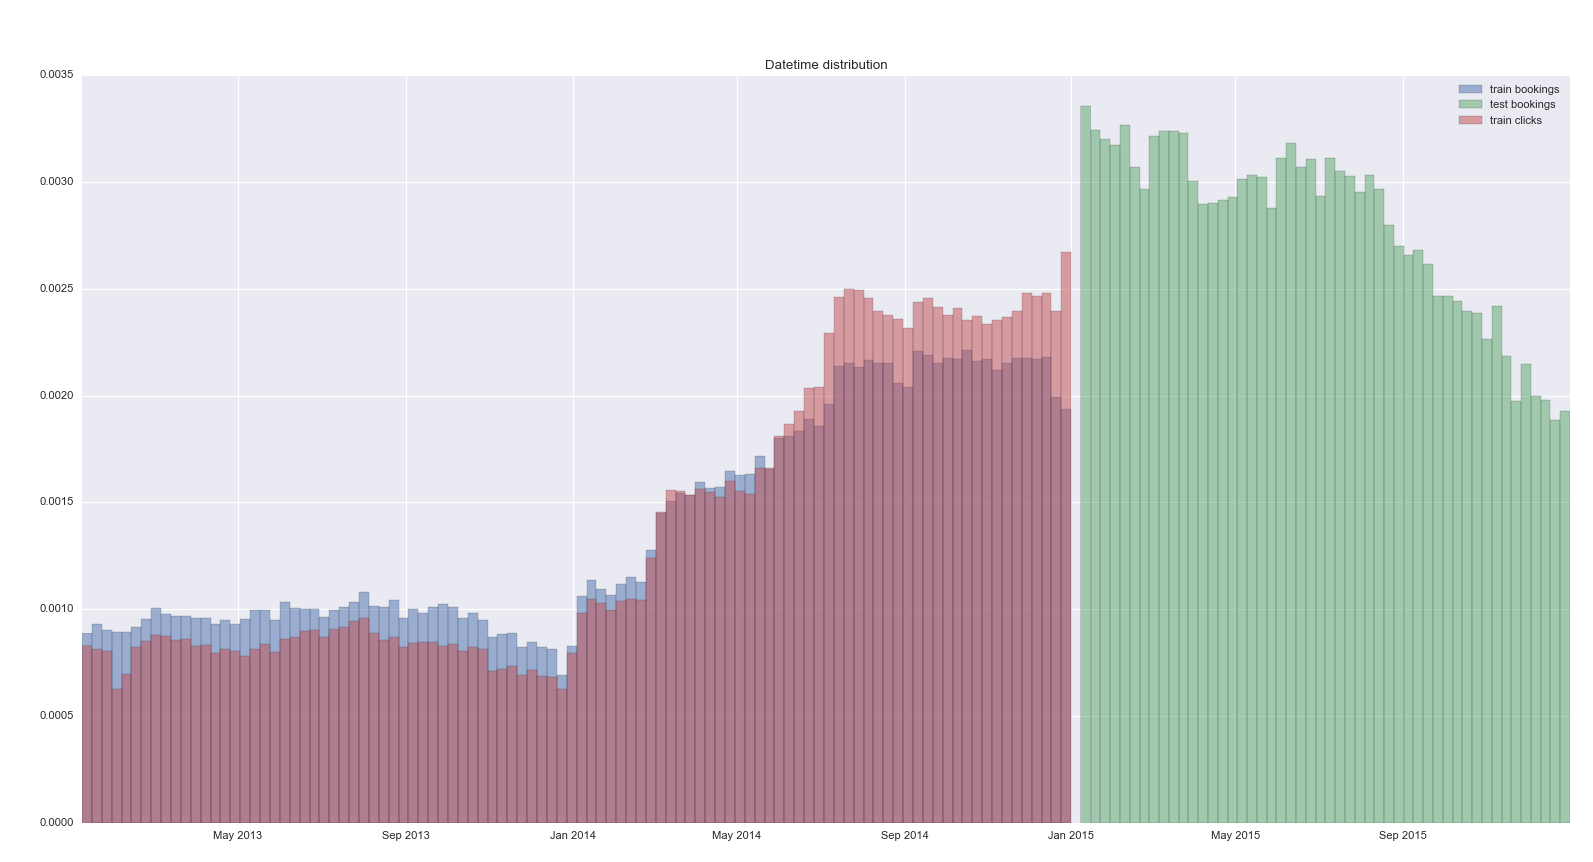 Datetime distribution
0.0035
train bookings
test bookings
train clicks
0.0030
0.0025
0.0020
0.0015
0.0010
0.0005
0.0000
May 2013 Sep 2013 Jan 2014 May 2014 Sep 2014 Jan 2015 May 2015 Sep 2015